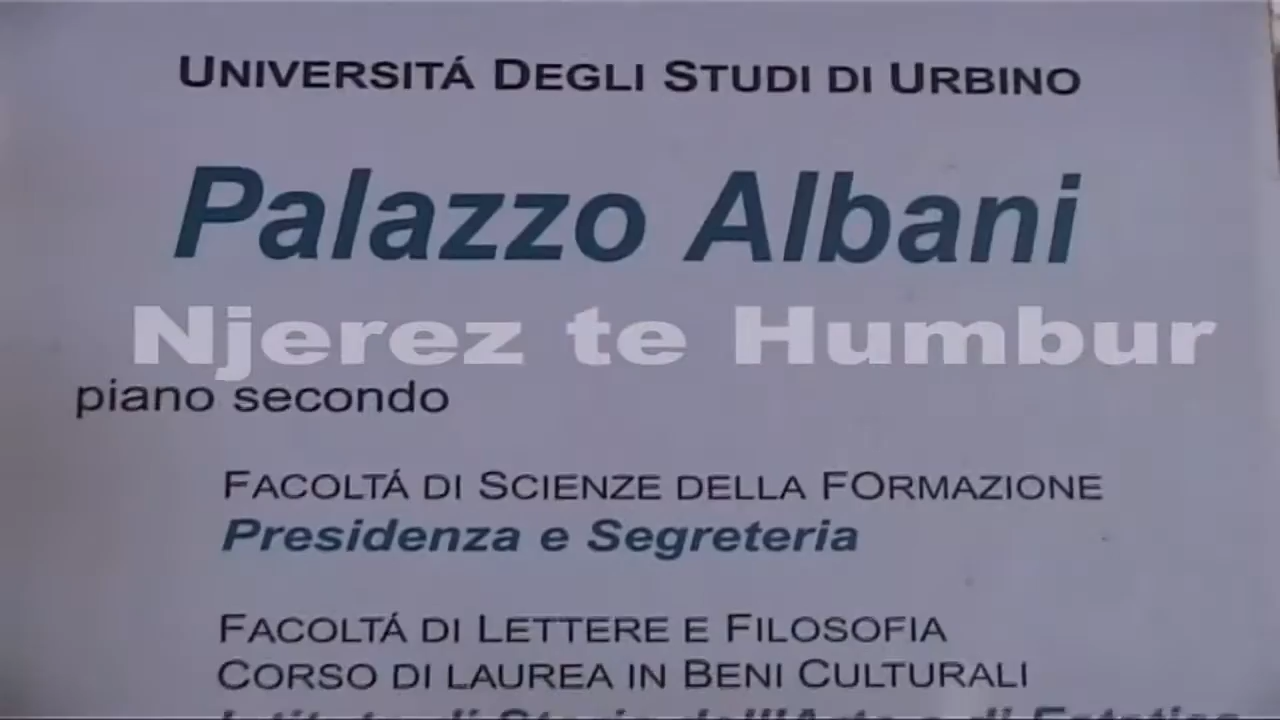 UNIVERSITÁ DEGLI STUDI DI URBINO
Palazzo Albani
Njerez te Humbur
piano secondo
FACOLTÁ DI SCIENZE DELLA FORMAZIONE
Presidenza e Segreteria
FACOLTÁ DI LETTERE E FILOSOFIA
CORSO DI LAUREA IN BENI CULTURALI